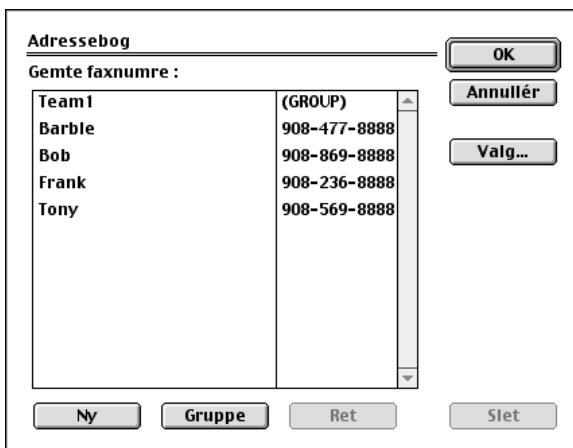 Adressebog
OK
Gemte faxnumre :
Annullér
Team1 (GROUP)
Barbie 908-477-8888
Bob 908-869-8888
Valg...
Frank 908-236-8888
Tony 908-569-8888
Ny Gruppe Ret Slet